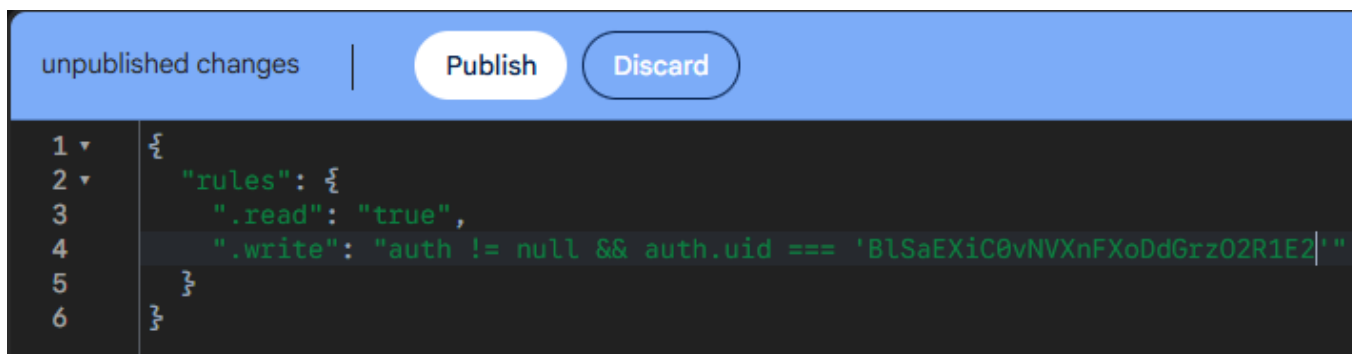 unpublished changes | Publish Discard
1 {
2 "rules": {
3 ".read": "true",
4 ".write": "auth != null && auth.uid === 'BlSaEXiC0vNVXnFXoDdGrzO2R1E2'"
5 }
6 }